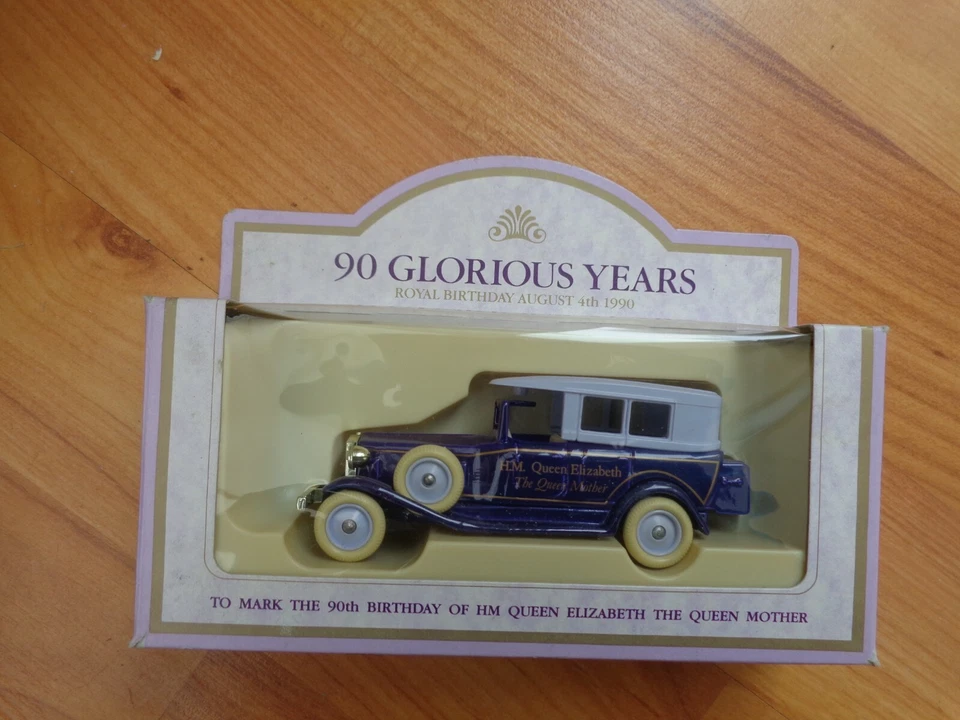 90 GLORIOUS YEARS
ROYAL BIRTHDAY AUGUST 4th 1990
H.M. Queen Elizabeth
The Queen Mother
TO MARK THE 90th BIRTHDAY OF HM QUEEN ELIZABETH THE QUEEN MOTHER